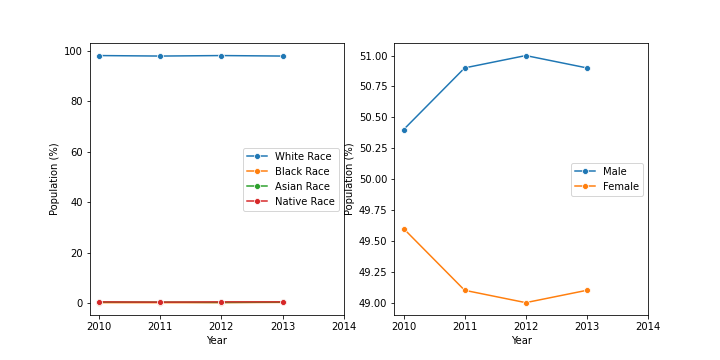 100
80
60
40
20
0
Population (%)
2010 2011 2012 2013 2014
Year
White Race
Black Race
Asian Race
Native Race
51.00
50.75
50.50
50.25
50.00
49.75
49.50
49.25
49.00
Population (%)
2010 2011 2012 2013 2014
Year
Male
Female